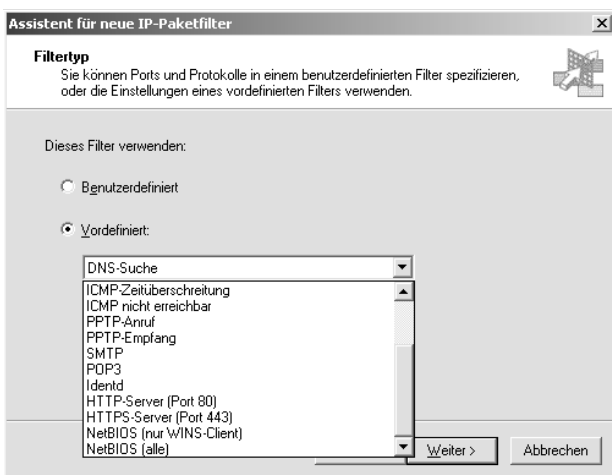 Assistent für neue IP-Paketfilter
Filtertyp
Sie können Ports und Protokolle in einem benutzerdefinierten Filter spezifizieren,
oder die Einstellungen eines vordefinierten Filters verwenden.
Dieses Filter verwenden:
Benutzerdefiniert
Vordefiniert:
DNS-Suche
ICMP-Zeitüberschreitung
ICMP nicht erreichbar
PPTP-Anruf
PPTP-Empfang
SMTP
POP3
Identd
HTTP-Server (Port 80)
HTTPS-Server (Port 443)
NetBIOS (nur WINS-Client)
NetBIOS (alle)
Weiter >
Abbrechen